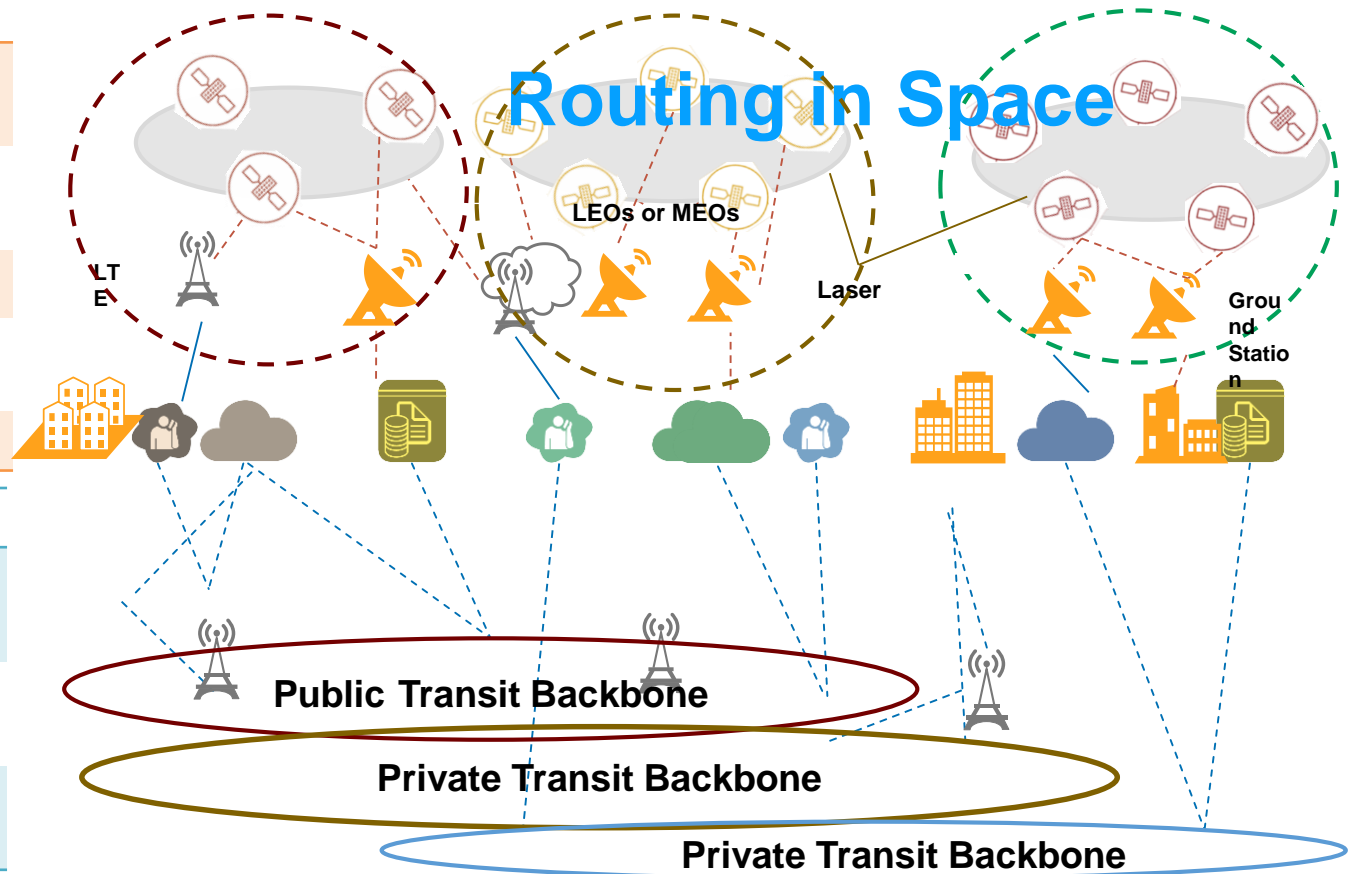 Routing in Space
LEOs or MEOs
LT
E
Laser
Grou
nd
Statio
n
Public Transit Backbone
Private Transit Backbone
Private Transit Backbone